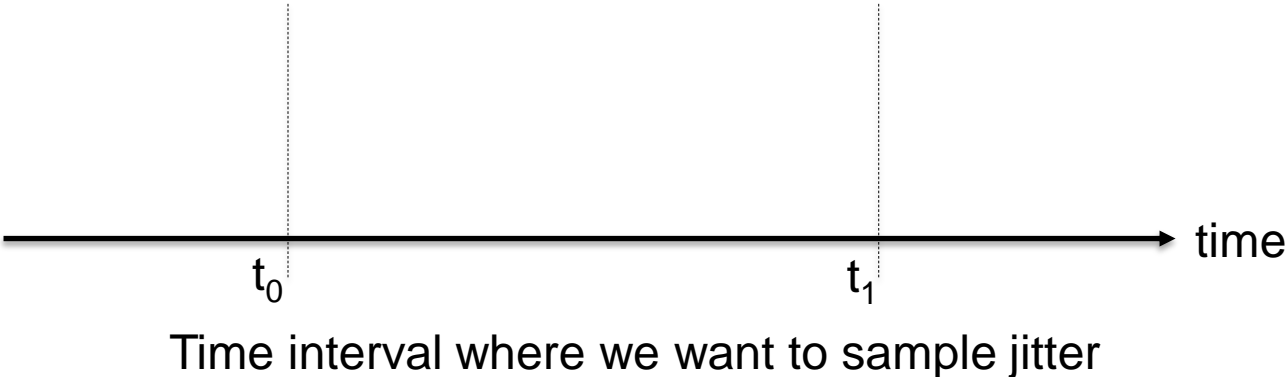 time
t₀
t₁
Time interval where we want to sample jitter